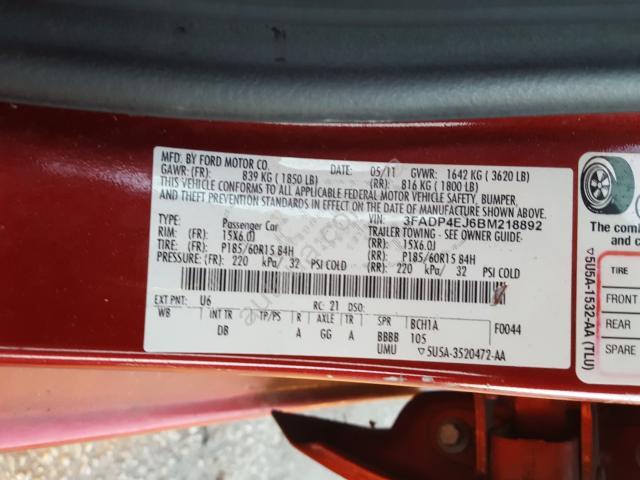 MFD. BY FORD MOTOR CO.
DATE: 05/11 GVWR: 1642 KG ( 3620 LB)
GAWR: (FR): 839 KG ( 1850 LB) (RR): 816 KG ( 1800 LB)
THIS VEHICLE CONFORMS TO ALL APPLICABLE FEDERAL MOTOR VEHICLE SAFETY, BUMPER,
AND THEFT PREVENTION STANDARDS IN EFFECT ON THE DATE OF MANUFACTURE SHOWN ABOVE.
VIN: 3FADP4EJ6BM218892
TYPE: Passenger Car TRAILER TOWING - SEE OWNER GUIDE.
RIM: (FR): 15X6.0J (RR): 15X6.0J
TIRE: (FR): P185/60R15 84H (RR): P185/60R15 84H
PRESSURE: (FR): 220 kPa/ 32 PSI COLD (RR): 220 kPa/ 32 PSI COLD
EXT PNT: U6 RC: 21 DSO:
WB INT TR TP/PS R AXLE TR SPR BCH1A F0044
DB A GG A BBBB 105
UMU ▽5U5A-3520472-AA
The comb
TIRE
FRONT
REAR
SPARE
▽5U5A-1532-AA (TLU)